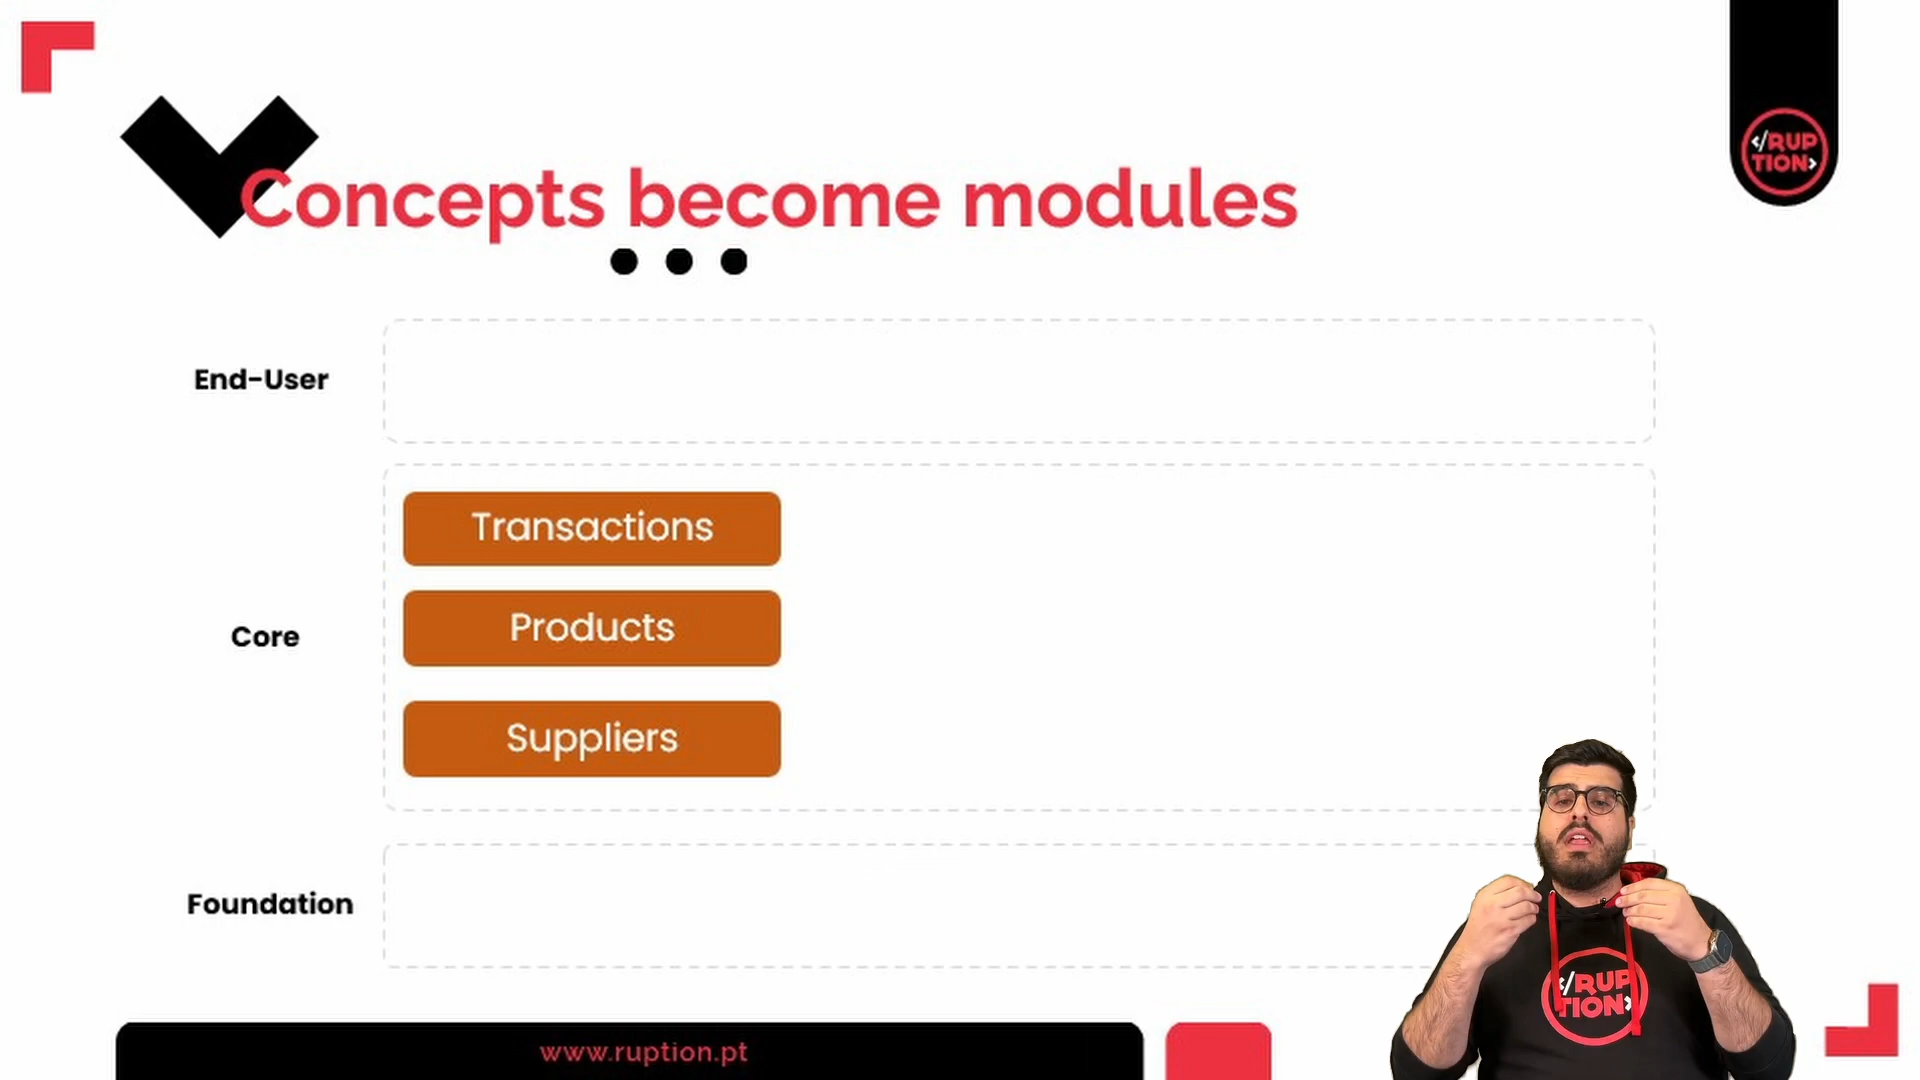 </RUP
TION>
Concepts become modules
End-User
Transactions
Products
Core
Suppliers
Foundation
</RUP
TION>
www.ruption.pt